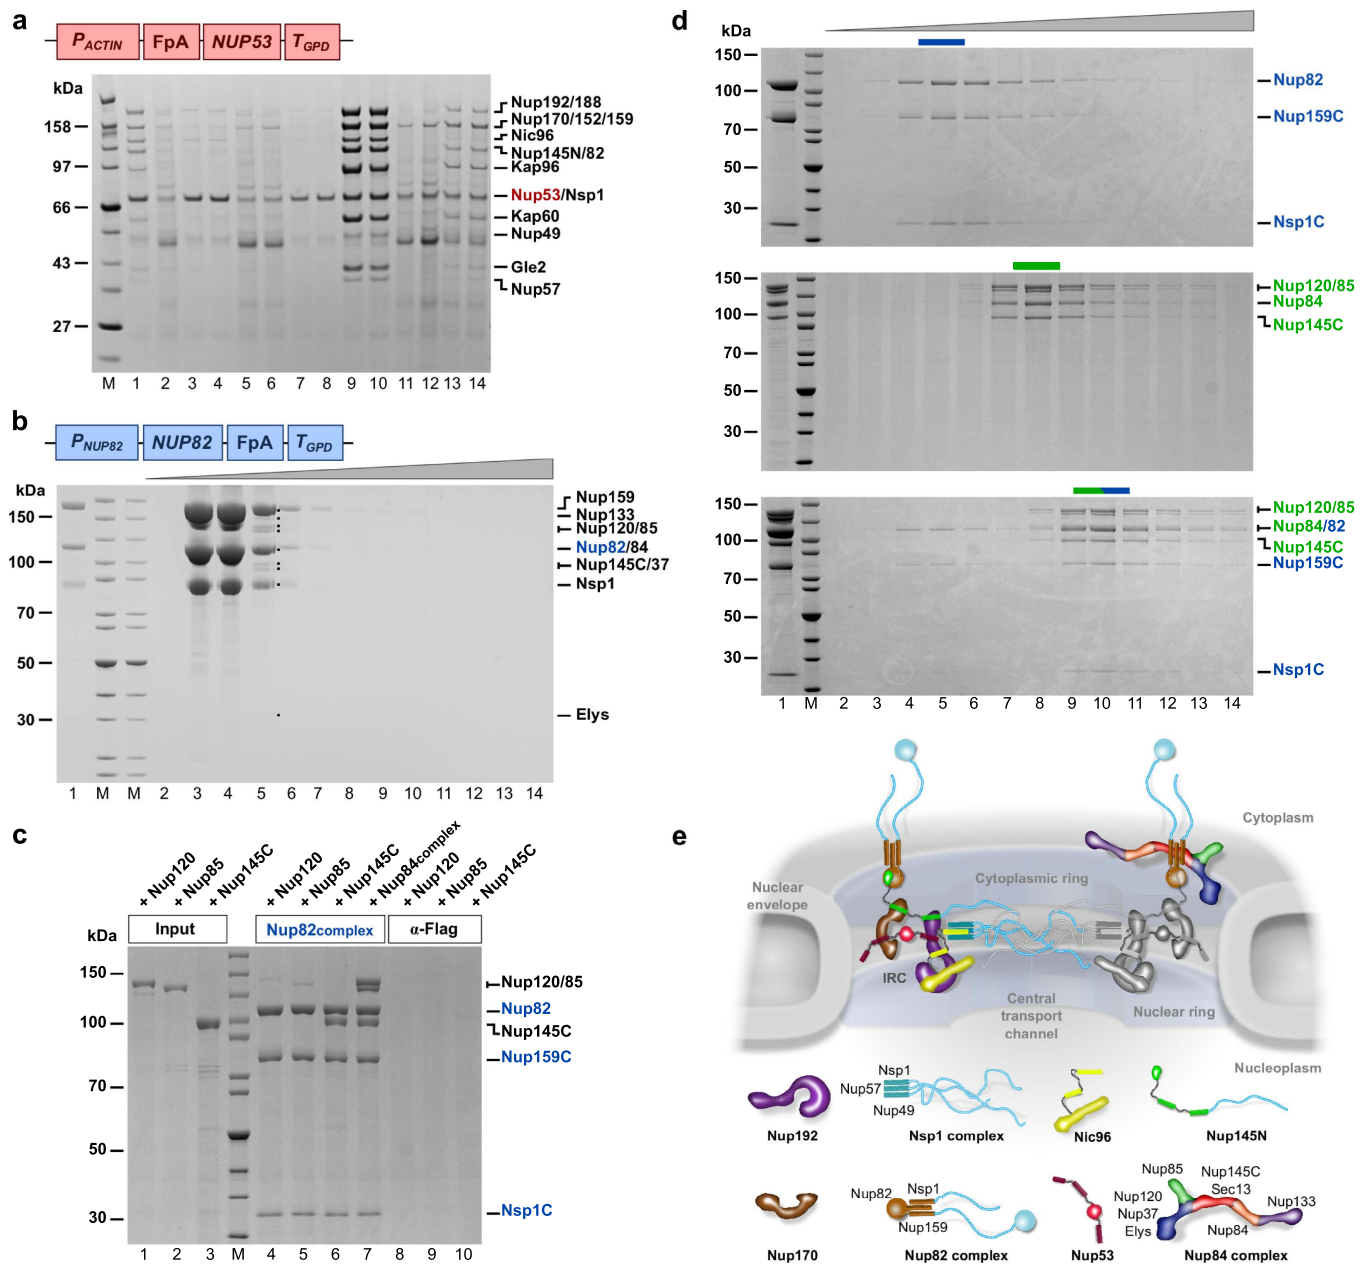 a
P_ACTIN FpA NUP53 T_GPD
kDa
158
97
66
43
27
Nup192/188
Nup170/152/159
Nic96
Nup145N/82
Kap96
Nup53/Nsp1
Kap60
Nup49
Gle2
Nup57
M 1 2 3 4 5 6 7 8 9 10 11 12 13 14
b
P_NUP82 NUP82 FpA T_GPD
kDa
150
100
70
50
30
Nup159
Nup133
Nup120/85
Nup82/84
Nup145C/37
Nsp1
Elys
1 M M 2 3 4 5 6 7 8 9 10 11 12 13 14
c
+ Nup120
+ Nup85
+ Nup145C
+ Nup120
+ Nup85
+ Nup145C
+ Nup84complex
+ Nup120
+ Nup85
+ Nup145C
Input
Nup82complex
α-Flag
kDa
150
100
70
50
30
Nup120/85
Nup82
Nup145C
Nup159C
Nsp1C
1 2 3 M 4 5 6 7 8 9 10
d
kDa
150
100
70
50
30
Nup82
Nup159C
Nsp1C
150
100
70
50
30
Nup120/85
Nup84
Nup145C
150
100
70
50
30
Nup120/85
Nup84/82
Nup145C
Nup159C
Nsp1C
1 M 2 3 4 5 6 7 8 9 10 11 12 13 14
e
Cytoplasm
Nuclear
envelope
Cytoplasmic ring
IRC
Central
transport
channel
Nuclear ring
Nucleoplasm
Nup192
Nsp1
Nup57
Nup49
Nsp1 complex
Nic96
Nup145N
Nup170
Nup82
Nsp1
Nup159
Nup82 complex
Nup53
Nup85
Nup145C
Sec13
Nup120
Nup37
Elys
Nup84
Nup133
Nup84 complex